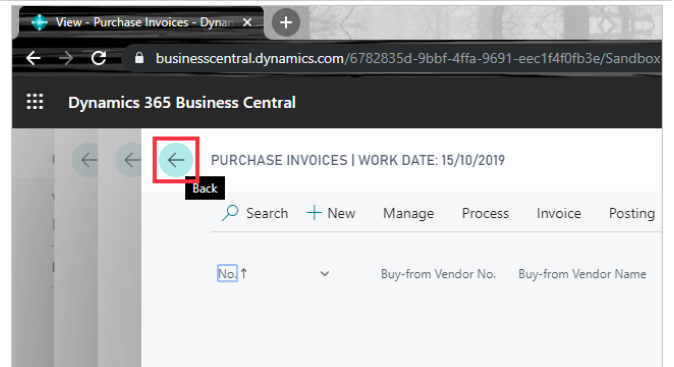 View - Purchase Invoices - Dynan
businesscentral.dynamics.com/6782835d-9bbf-4ffa-9691-eec1f4f0fb3e/Sandbox
Dynamics 365 Business Central
PURCHASE INVOICES | WORK DATE: 15/10/2019
Back
Search New Manage Process Invoice Posting
No. ↑ Buy-from Vendor No. Buy-from Vendor Name